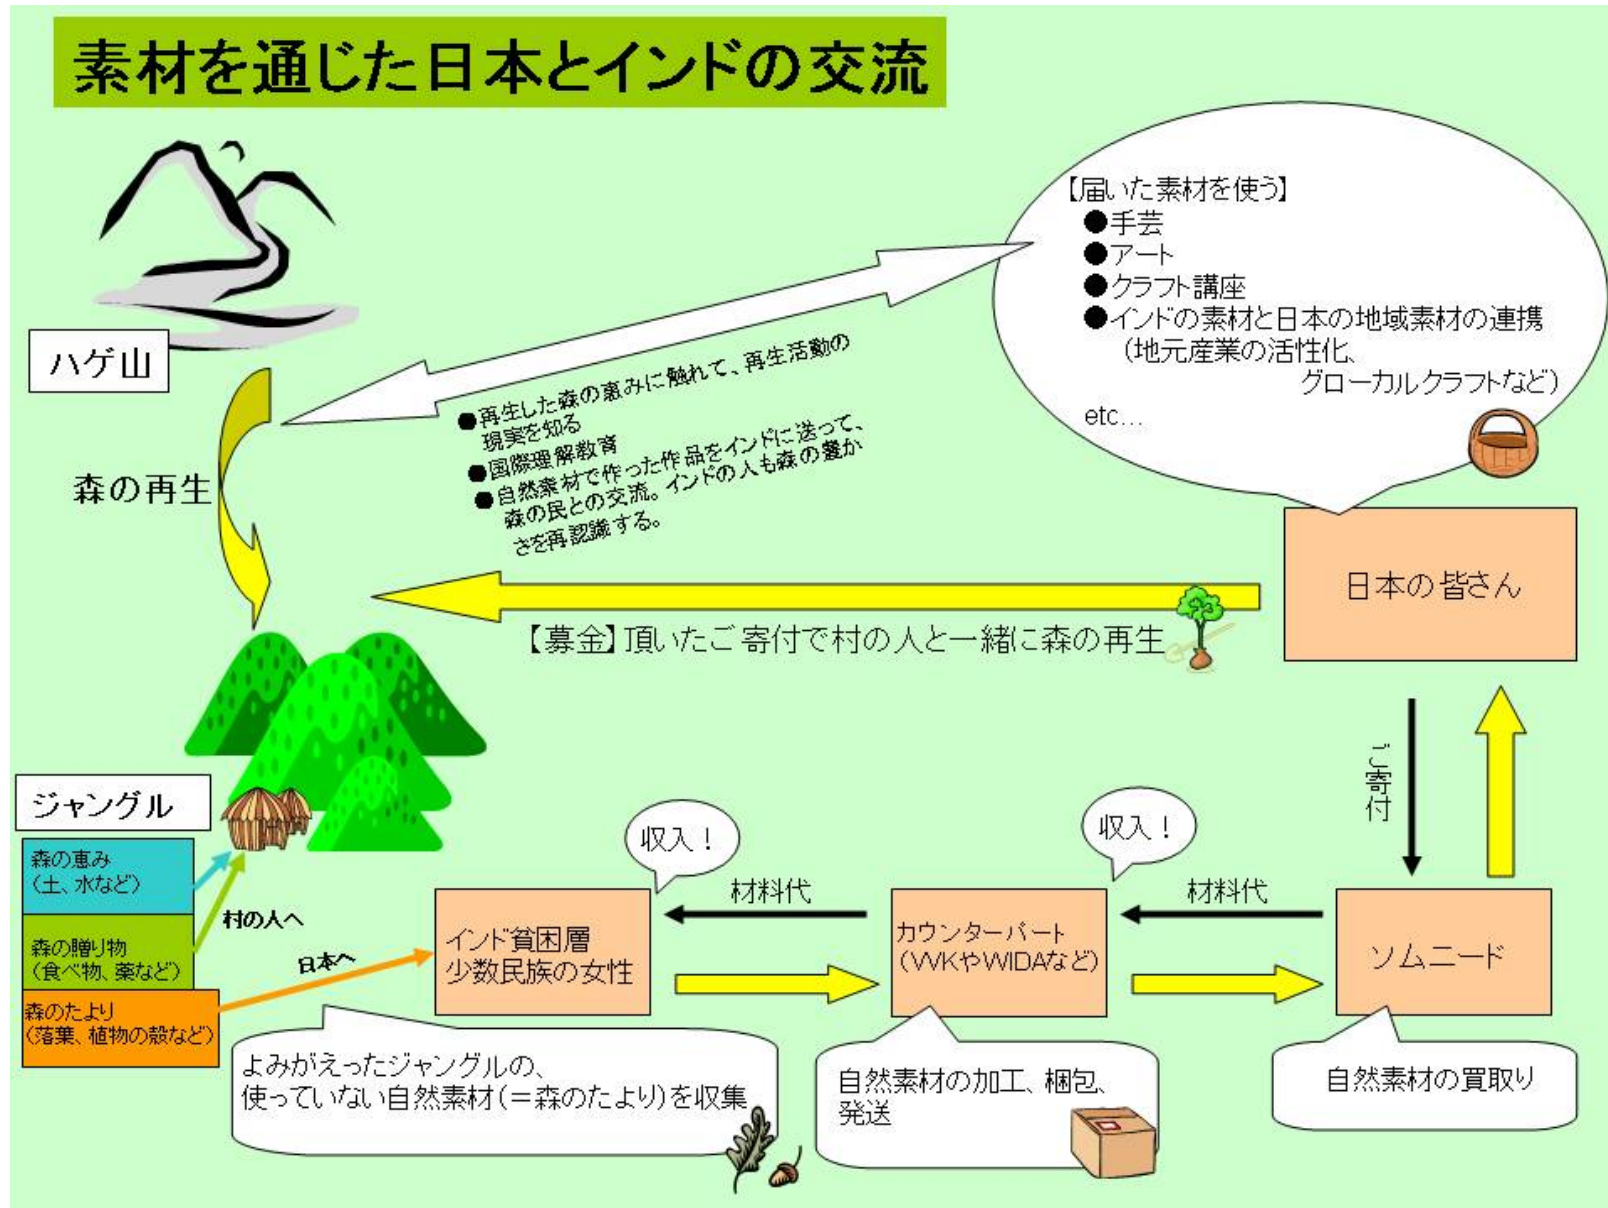 素材を通じた日本とインドの交流
【届いた素材を使う】
●手芸
●アート
●クラフト講座
●インドの素材と日本の地域素材の連携
（地元産業の活性化、
グローカルクラフトなど）
etc…
ハゲ山
●再生した森の恵みに触れて、再生活動の
現実を知る
●国際理解教育
●自然素材で作った作品をインドに送って、
森の民との交流。インドの人も森の豊か
さを再認識する。
森の再生
日本の皆さん
【募金】頂いたご寄付で村の人と一緒に森の再生
ご寄付
ジャングル
森の恵み
（土、水など）
森の贈り物
（食べ物、薬など）
森のたより
（落葉、植物の殻など）
村の人へ
日本へ
収入！
収入！
材料代
材料代
インド貧困層
少数民族の女性
カウンターパート
（VVKやWIDAなど）
ソムニード
よみがえったジャングルの、
使っていない自然素材（＝森のたより）を収集
自然素材の加工、梱包、
発送
自然素材の買取り